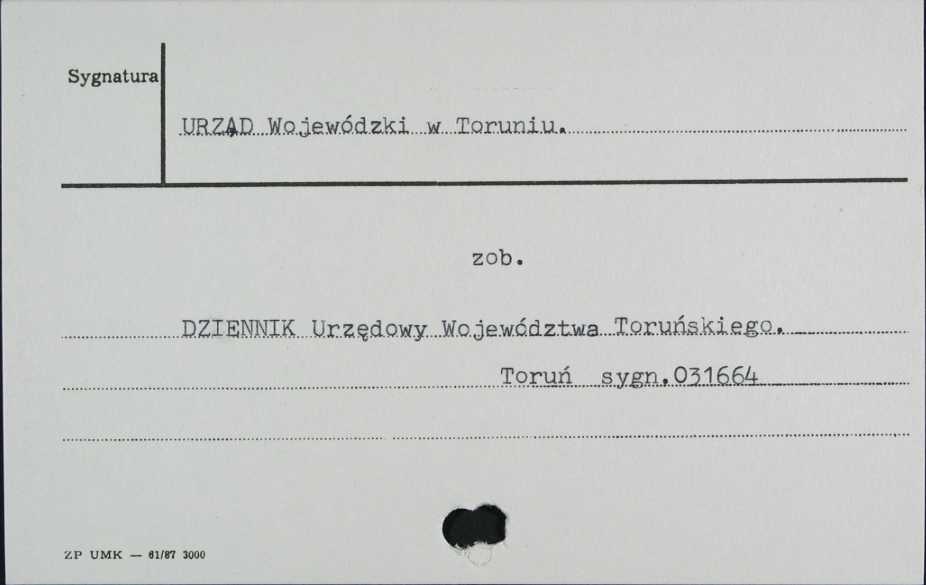 Sygnatura
URZĄD Wojewódzki w Toruniu.
zob.
DZIENNIK Urzędowy Województwa Toruńskiego.
Toruń sygn.031664
ZP UMK — 61/87 3000